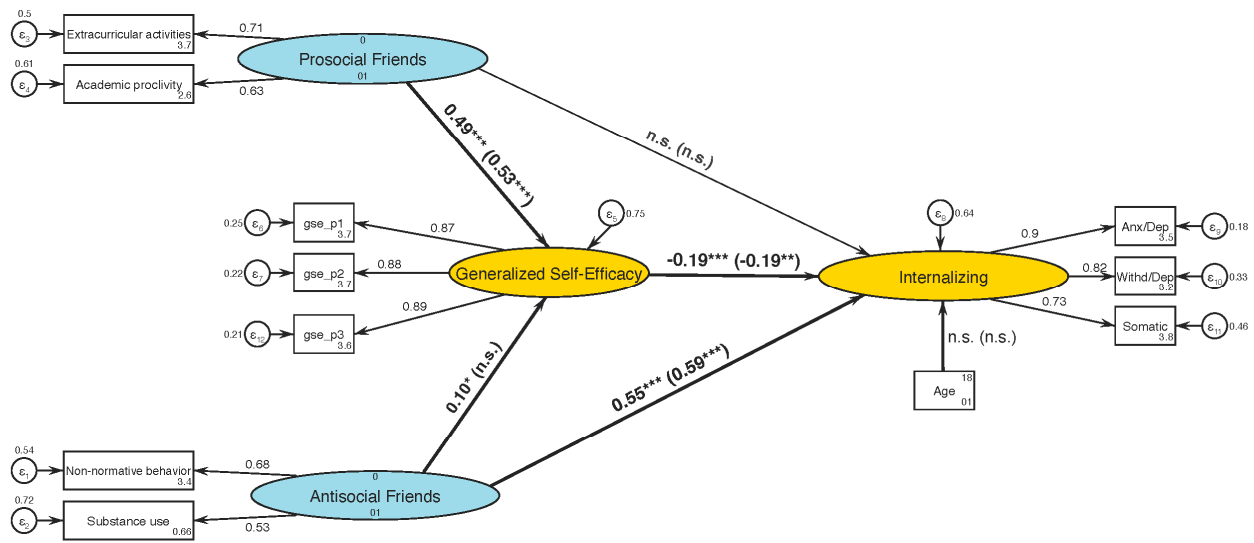 0.5
ε3
Extracurricular activities
3.7
0.71
0.61
ε4
Academic proclivity
2.6
0.63
0
Prosocial Friends
01
0.49*** (0.53***)
n.s. (n.s.)
0.25
ε6
gse_p1
3.7
0.87
0.22
ε7
gse_p2
3.7
0.88
0.21
ε12
gse_p3
3.6
0.89
ε5
0.75
Generalized Self-Efficacy
-0.19*** (-0.19**)
ε8
0.64
Internalizing
0.9
Anx/Dep
3.5
ε9
0.18
0.82
Withd/Dep
3.2
ε10
0.33
0.73
Somatic
3.8
ε11
0.46
n.s. (n.s.)
18
Age
01
0.10* (n.s.)
0.55*** (0.59***)
0.54
ε1
Non-normative behavior
3.4
0.68
0.72
ε2
Substance use
0.66
0.53
0
Antisocial Friends
01